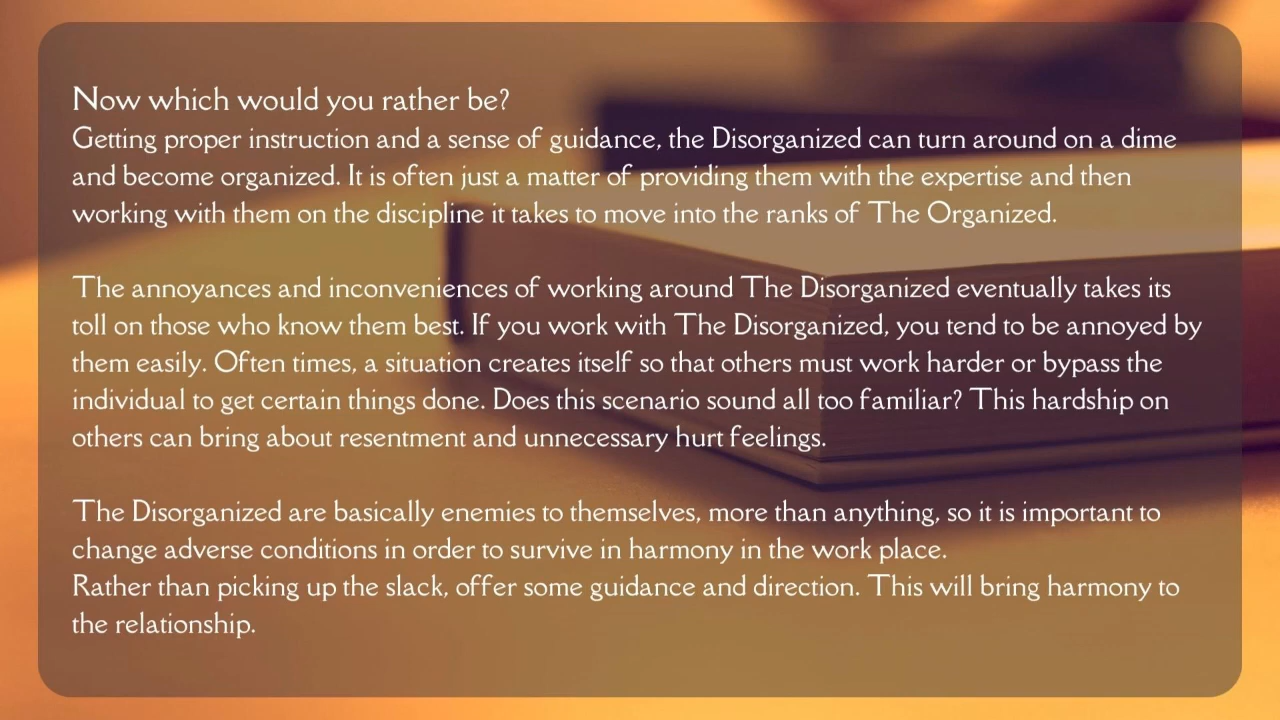 Now which would you rather be?
Getting proper instruction and a sense of guidance, the Disorganized can turn around on a dime
and become organized. It is often just a matter of providing them with the expertise and then
working with them on the discipline it takes to move into the ranks of The Organized.
The annoyances and inconveniences of working around The Disorganized eventually takes its
toll on those who know them best. If you work with The Disorganized, you tend to be annoyed by
them easily. Often times, a situation creates itself so that others must work harder or bypass the
individual to get certain things done. Does this scenario sound all too familiar? This hardship on
others can bring about resentment and unnecessary hurt feelings.
The Disorganized are basically enemies to themselves, more than anything, so it is important to
change adverse conditions in order to survive in harmony in the work place.
Rather than picking up the slack, offer some guidance and direction. This will bring harmony to
the relationship.